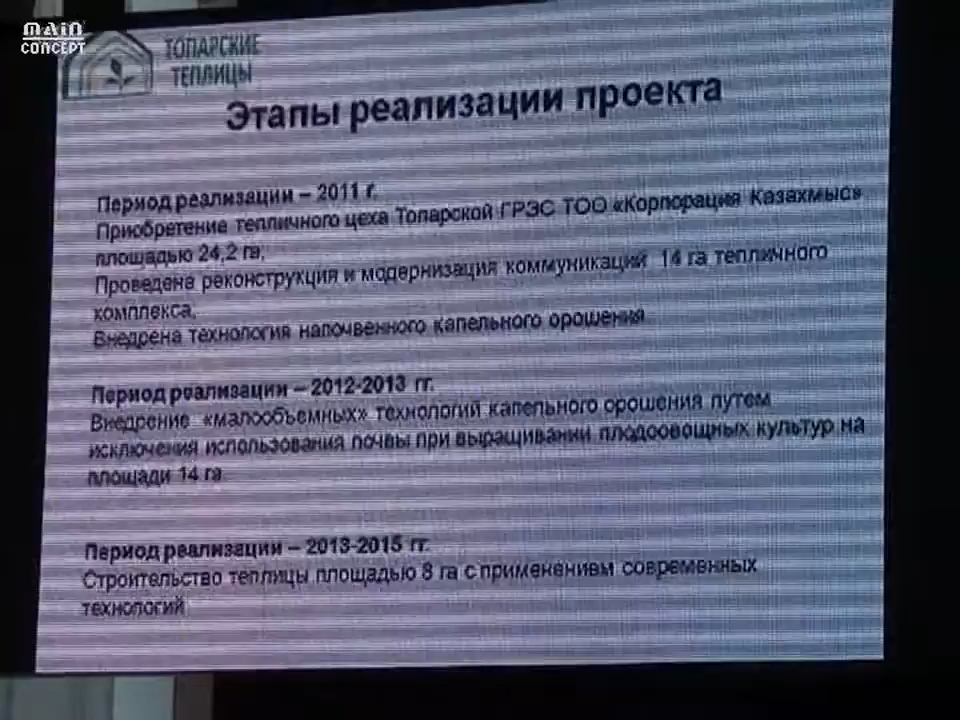 MAIN
CONCEPT
ТОПАРСКИЕ
ТЕПЛИЦЫ
Этапы реализации проекта
Период реализации – 2011 г.
Приобретение тепличного цеха Топарской ГРЭС ТОО «Корпорация Казахмыс»
площадью 24,2 га;
Проведена реконструкция и модернизация коммуникаций 14 га тепличного
комплекса;
Внедрена технология напочвенного капельного орошения.
Период реализации – 2012-2013 гг.
Внедрение «малообъемных» технологий капельного орошения путем
исключения использования почвы при выращивании плодоовощных культур на
площади 14 га.
Период реализации – 2013-2015 гг.
Строительство теплицы площадью 8 га с применением современных
технологий